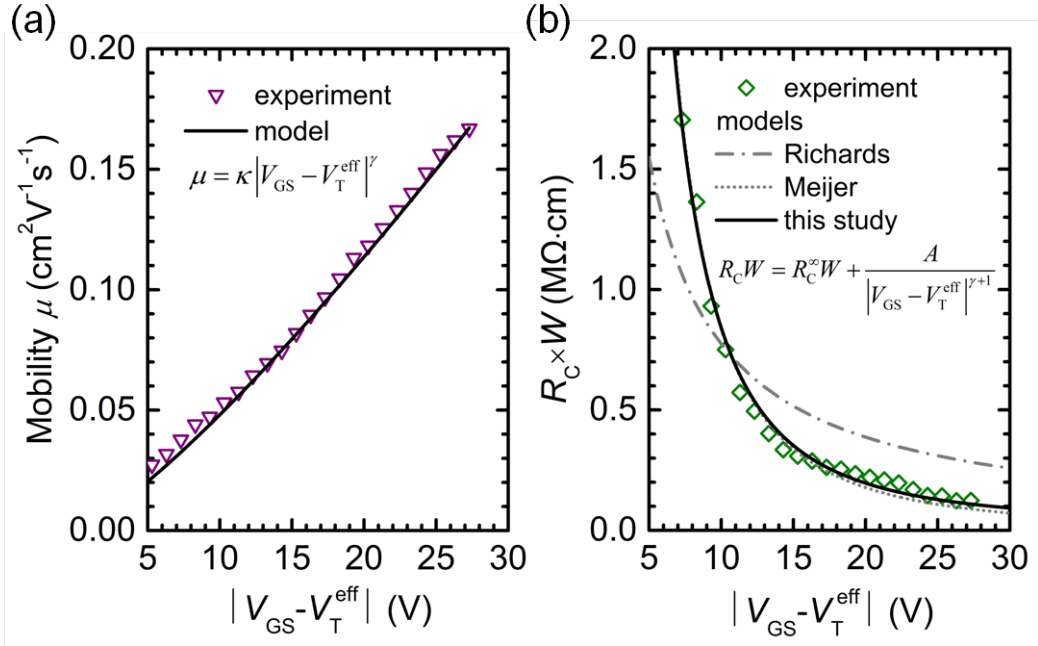 (a)
0.20
0.15
0.10
0.05
0.00
Mobility μ (cm²V⁻¹s⁻¹)
experiment
model
μ = κ|V_GS − V_T^eff|^γ
5 10 15 20 25 30
| V_GS-V_T^eff | (V)
(b)
2.0
1.5
1.0
0.5
0.0
R_C×W (MΩ·cm)
experiment
models
Richards
Meijer
this study
R_C W = R_C^∞ W + A / |V_GS − V_T^eff|^(γ+1)
5 10 15 20 25 30
| V_GS-V_T^eff | (V)